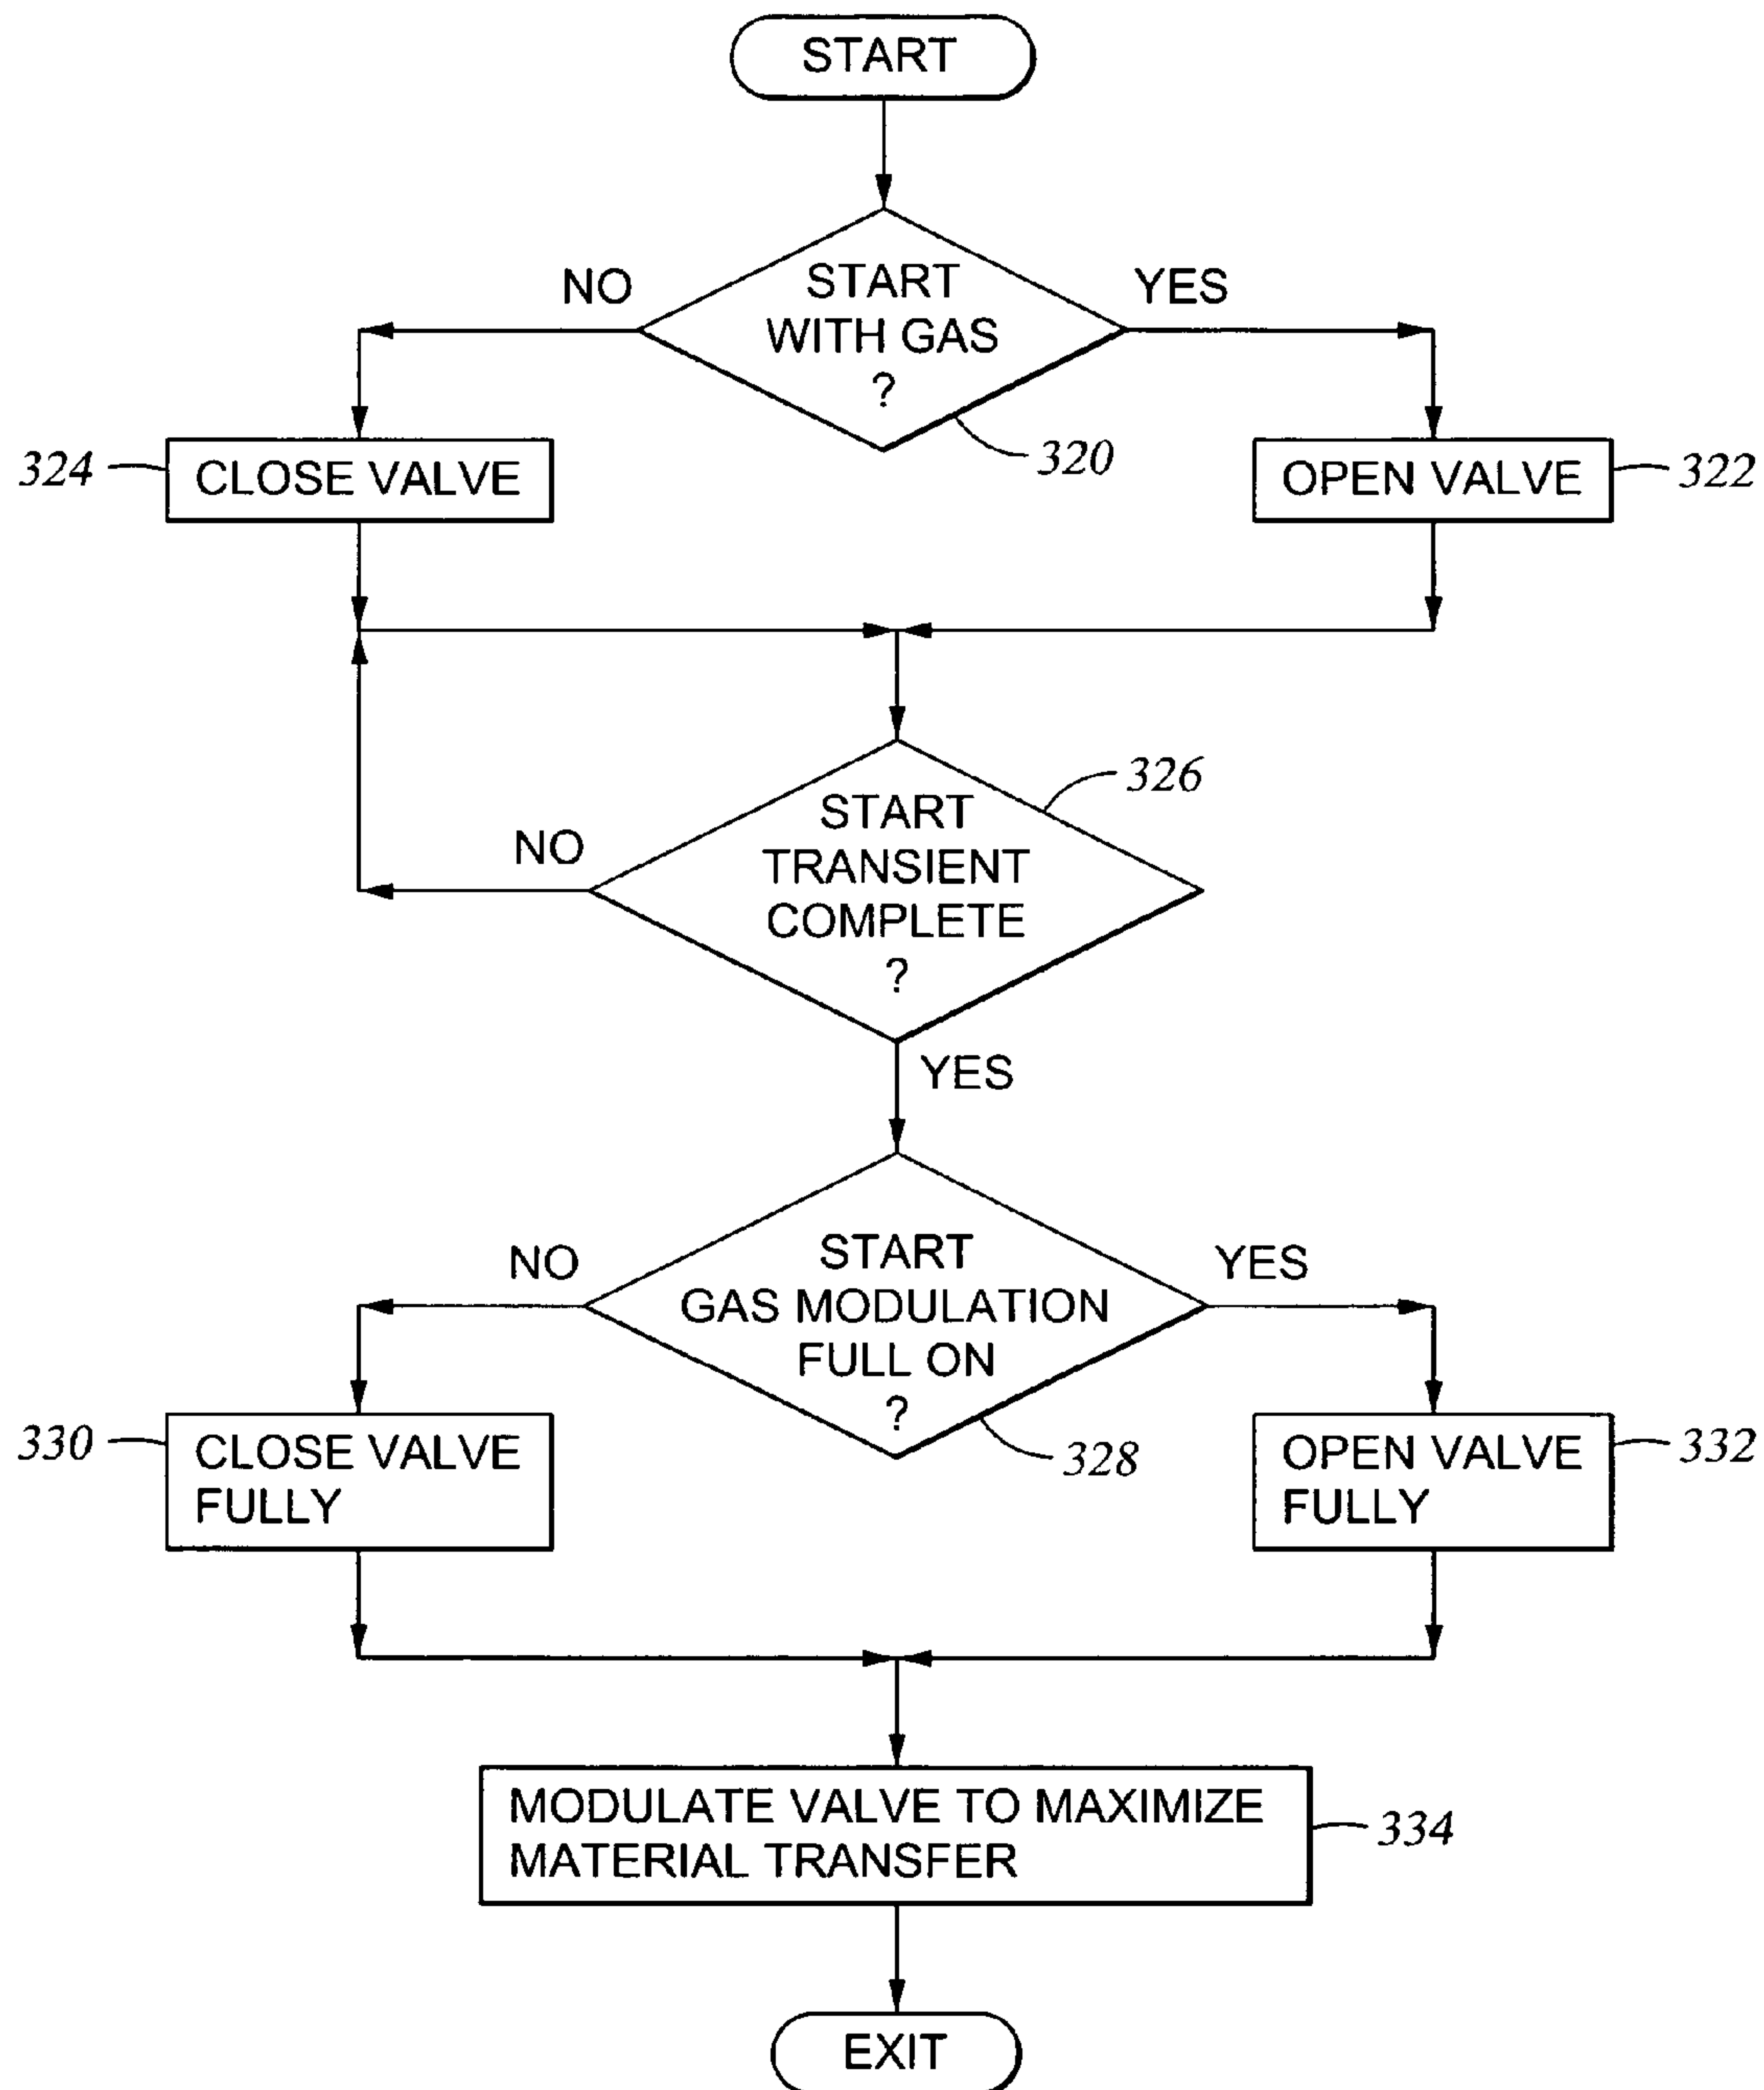 START
START
WITH GAS
?
NO
YES
320
324
CLOSE VALVE
OPEN VALVE
322
START
TRANSIENT
COMPLETE
?
326
NO
YES
START
GAS MODULATION
FULL ON
?
NO
YES
328
330
CLOSE VALVE
FULLY
OPEN VALVE
FULLY
332
MODULATE VALVE TO MAXIMIZE
MATERIAL TRANSFER
334
EXIT